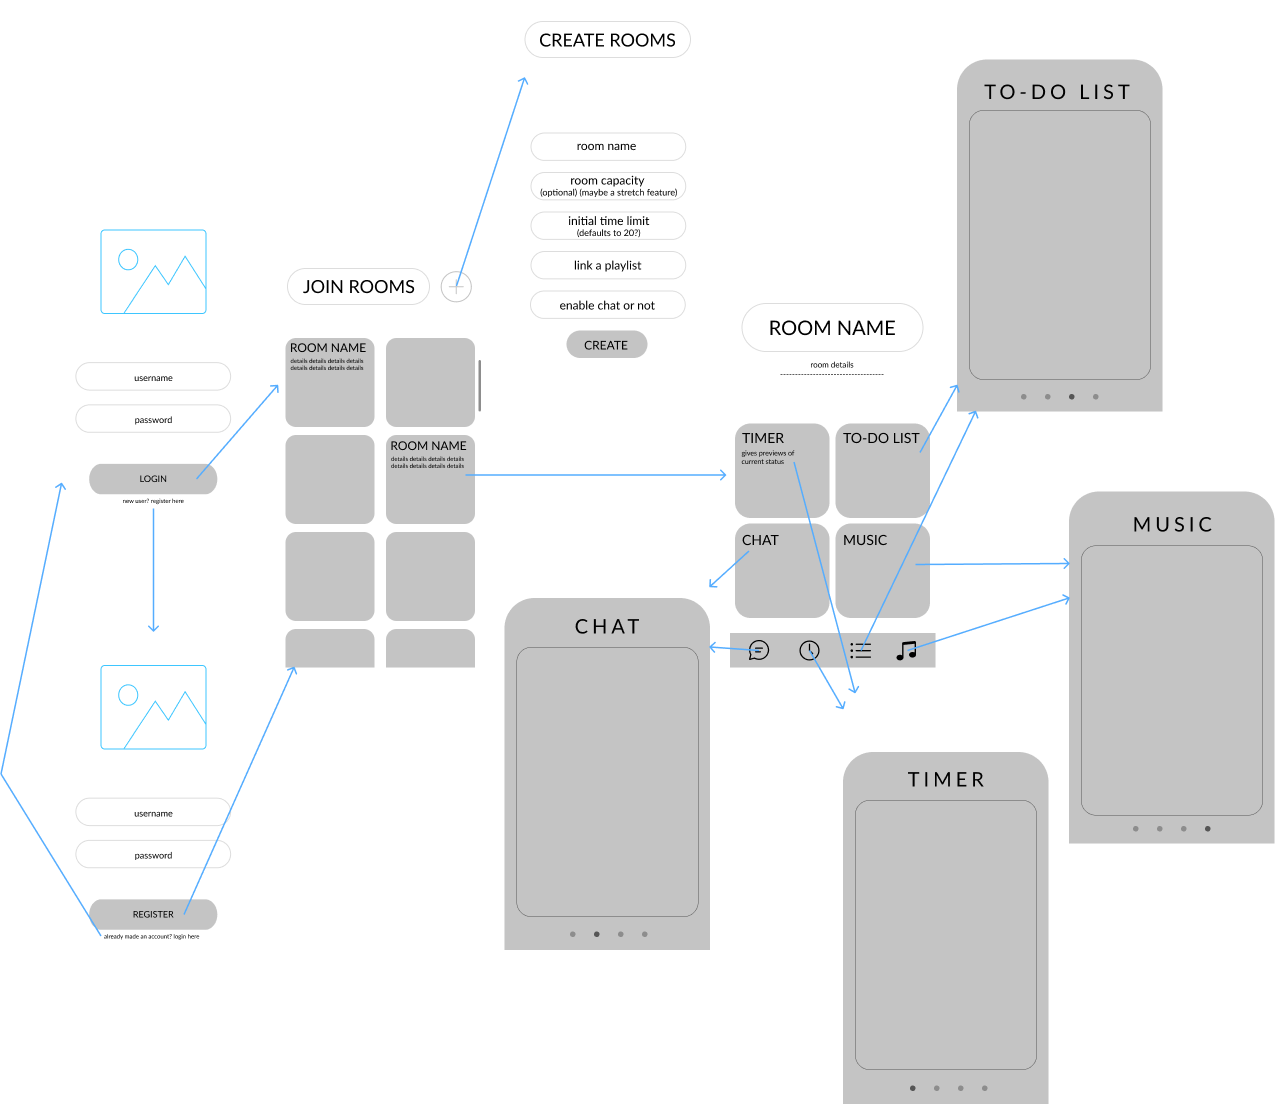 CREATE ROOMS
room name
room capacity
(optional) (maybe a stretch feature)
initial time limit
(defaults to 20?)
link a playlist
enable chat or not
CREATE
username
password
LOGIN
new user? register here
username
password
REGISTER
already made an account? login here
JOIN ROOMS
ROOM NAME
details details details details
details details details details
ROOM NAME
details details details details
details details details details
ROOM NAME
room details
TIMER
gives previews of
current status
TO-DO LIST
CHAT
MUSIC
TO-DO LIST
MUSIC
CHAT
TIMER